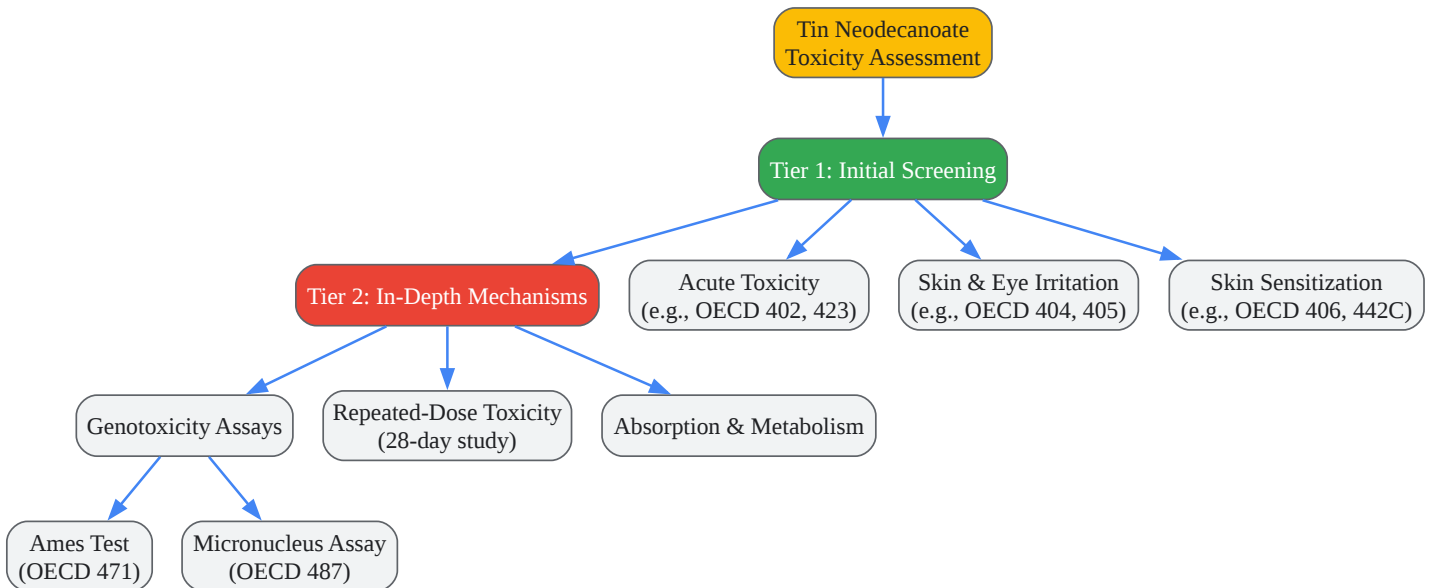 Tin Neodecanoate
Toxicity Assessment
Tier 1: Initial Screening
Tier 2: In-Depth Mechanisms
Acute Toxicity
(e.g., OECD 402, 423)
Skin & Eye Irritation
(e.g., OECD 404, 405)
Skin Sensitization
(e.g., OECD 406, 442C)
Genotoxicity Assays
Repeated-Dose Toxicity
(28-day study)
Absorption & Metabolism
Ames Test
(OECD 471)
Micronucleus Assay
(OECD 487)